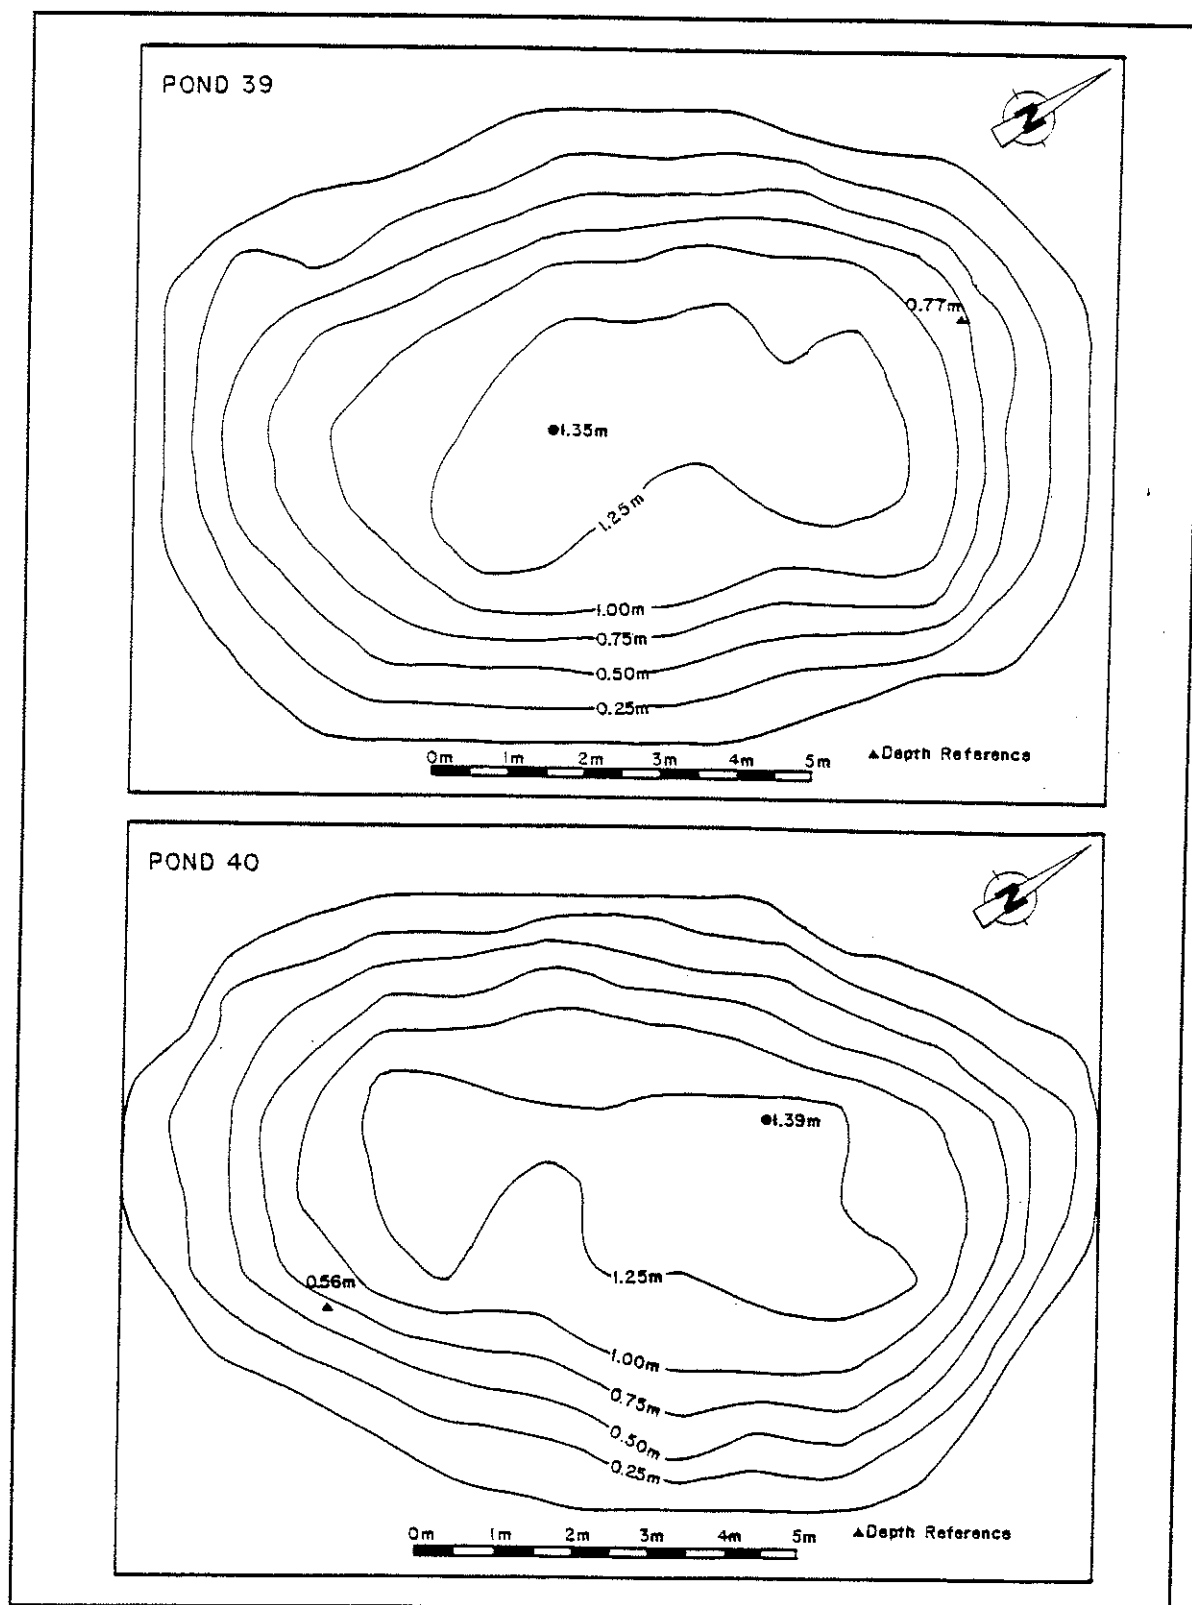 POND 39
N
0.77m
1.35m
1.25m
1.00m
0.75m
0.50m
0.25m
0m 1m 2m 3m 4m 5m
Depth Reference
POND 40
N
1.39m
0.56m
1.25m
1.00m
0.75m
0.50m
0.25m
0m 1m 2m 3m 4m 5m
Depth Reference